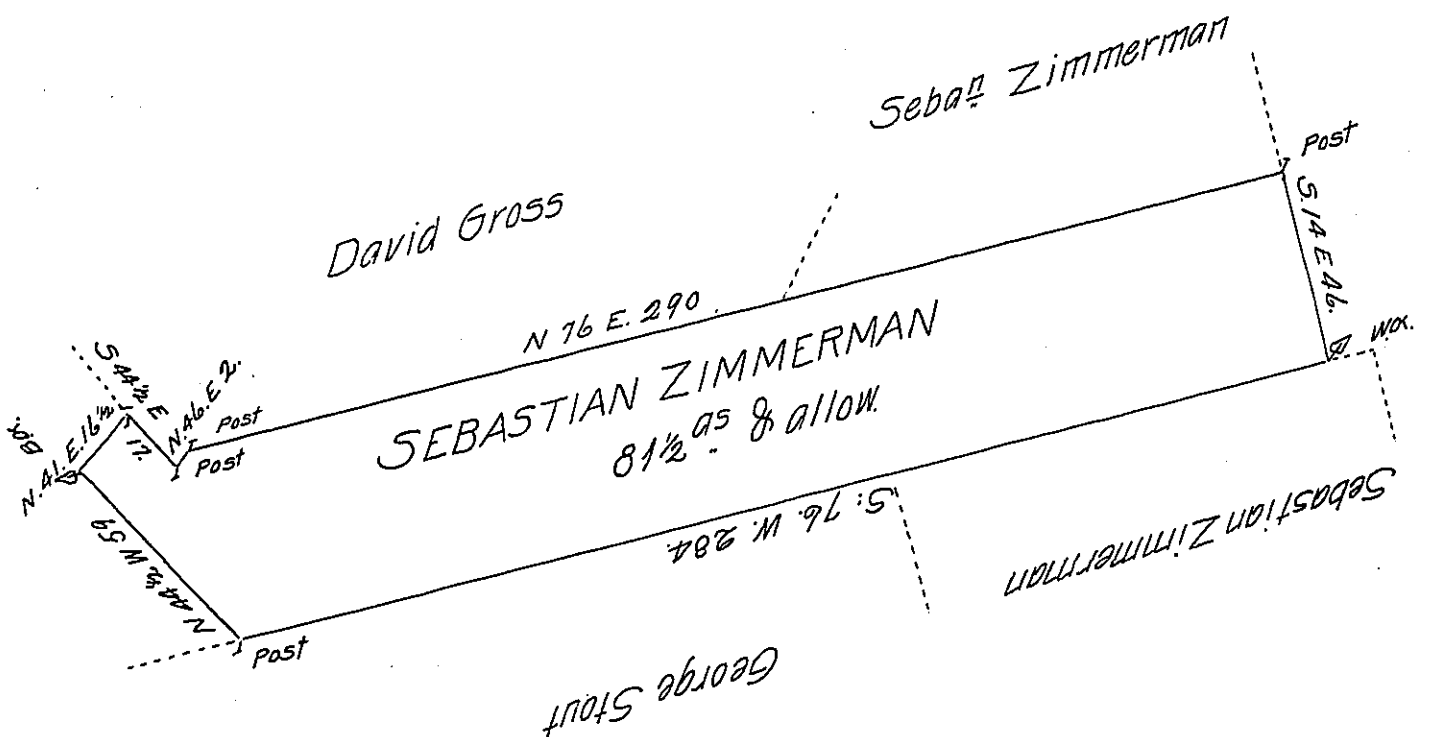 Seban Zimmerman
Post
David Gross
S. 14 E 46.
N 76 E. 290.
SEBASTIAN ZIMMERMAN
81½ as & allow.
Wox.
S 44½ E
17.
N. 46. E 2.
Post
Post
N. 41. E. 16½
N 44½ W 59
Post
S: 76. W. 284.
Sebastian Zimmerman
George Stout